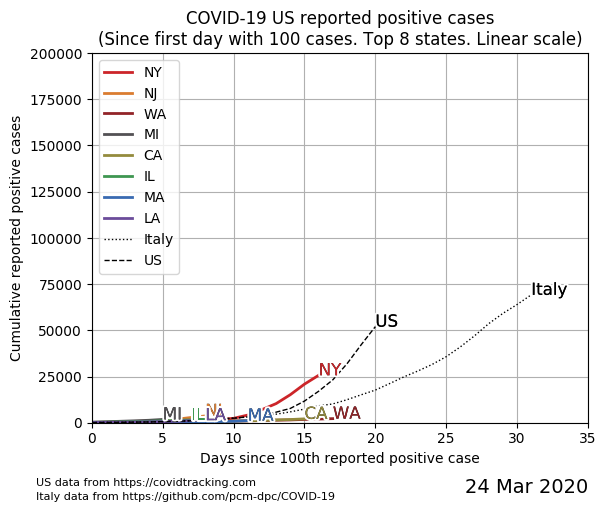 COVID-19 US reported positive cases
(Since first day with 100 cases. Top 8 states. Linear scale)
Cumulative reported positive cases
200000
175000
150000
125000
100000
75000
50000
25000
0
NY
NJ
WA
MI
CA
IL
MA
LA
Italy
US
Italy
US
NY
MI
IL
NJ
LA
MA
CA
WA
0 5 10 15 20 25 30 35
Days since 100th reported positive case
US data from https://covidtracking.com
Italy data from https://github.com/pcm-dpc/COVID-19
24 Mar 2020